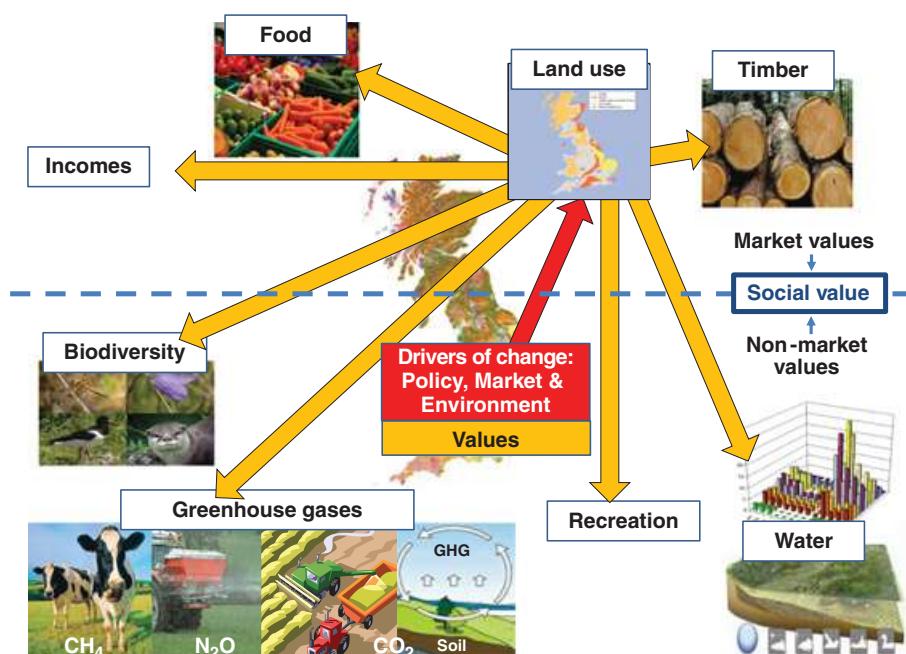 Food
Land use
Timber
Incomes
Market values
Social value
Non-market
values
Biodiversity
Drivers of change:
Policy, Market &
Environment
Values
Greenhouse gases
Recreation
Water
GHG
CH₄
N₂O
CO₂
Soil